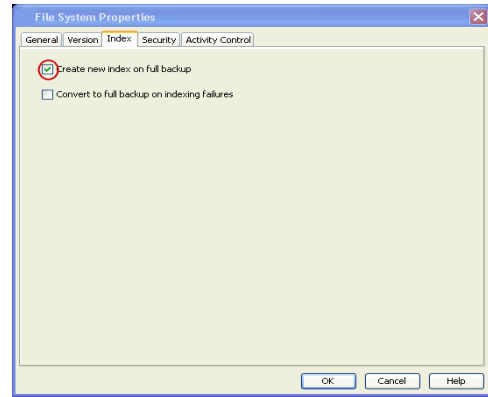 File System Properties
General Version Index Security Activity Control
Create new index on full backup
Convert to full backup on indexing failures
OK Cancel Help